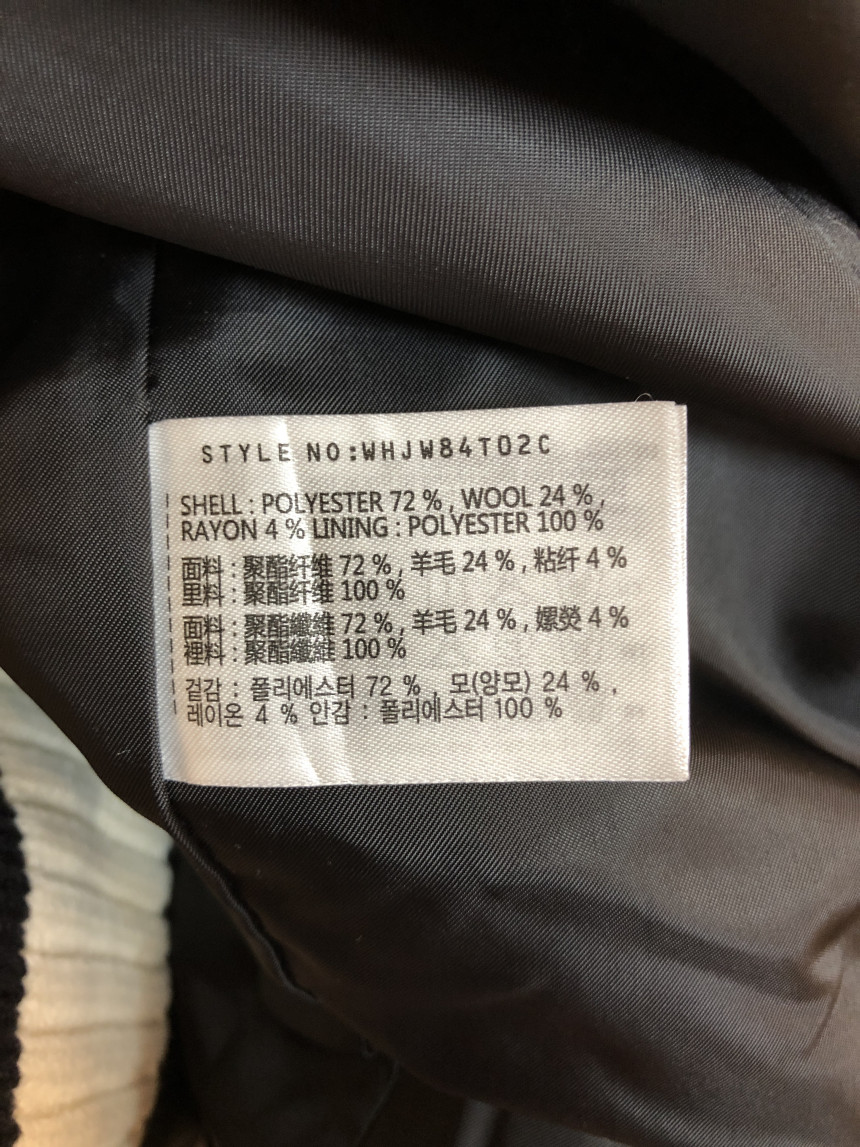 STYLE NO:WHJW84T02C
SHELL : POLYESTER 72 % , WOOL 24 % ,
RAYON 4 % LINING : POLYESTER 100 %
面料 : 聚酯纤维 72 % , 羊毛 24 % , 粘纤 4 %
里料 : 聚酯纤维 100 %
面料 : 聚酯纖維 72 % , 羊毛 24 % , 嫘熒 4 %
裡料 : 聚酯纖維 100 %
겉감 : 폴리에스터 72 % , 모(양모) 24 % ,
레이온 4 % 안감 : 폴리에스터 100 %